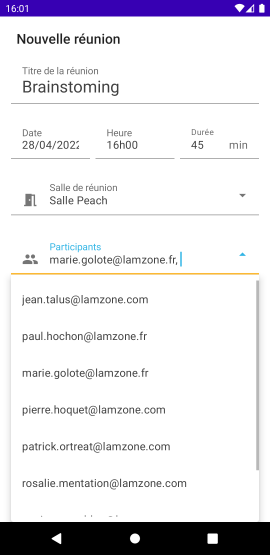 16:01
Nouvelle réunion
Titre de la réunion
Brainstoming
Date Heure Durée
28/04/2022 16h00 45 min
Salle de réunion
Salle Peach
Participants
marie.golote@lamzone.fr,
jean.talus@lamzone.com
paul.hochon@lamzone.fr
marie.golote@lamzone.fr
pierre.hoquet@lamzone.com
patrick.ortreat@lamzone.com
rosalie.mentation@lamzone.com